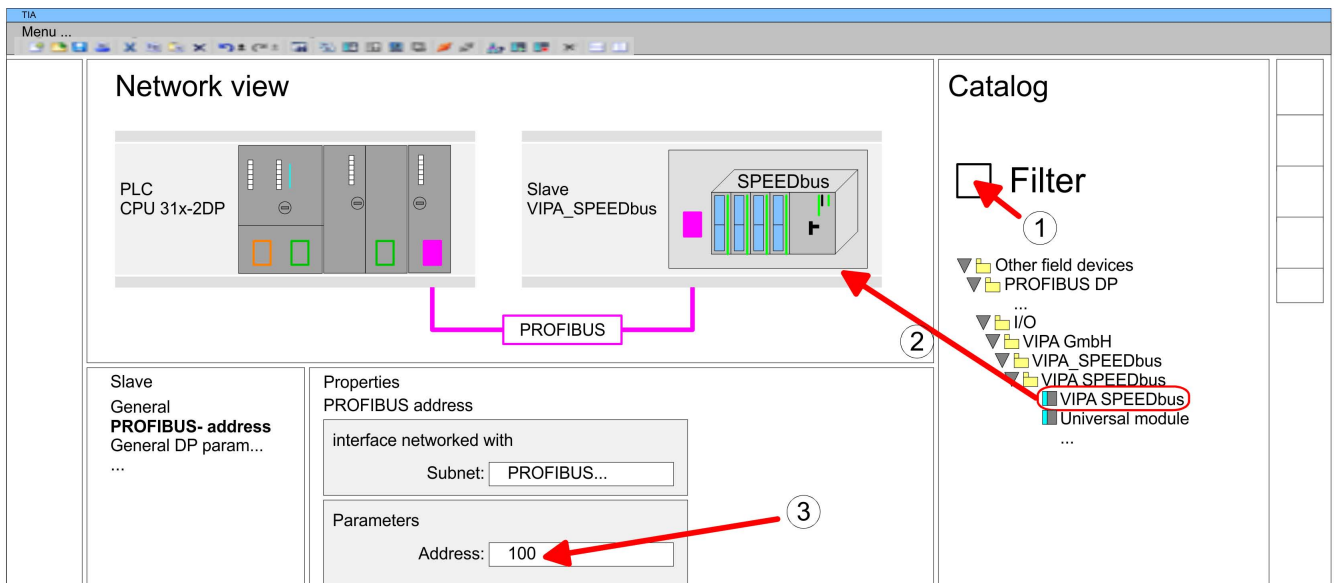 TIA
Menu ...
Network view
PLC
CPU 31x-2DP
Slave
VIPA_SPEEDbus
SPEEDbus
PROFIBUS
2
Catalog
Filter
1
Other field devices
PROFIBUS DP
...
I/O
VIPA GmbH
VIPA_SPEEDbus
VIPA SPEEDbus
VIPA SPEEDbus
Universal module
...
Slave
General
PROFIBUS- address
General DP param...
...
Properties
PROFIBUS address
interface networked with
Subnet: PROFIBUS...
Parameters
Address: 100
3